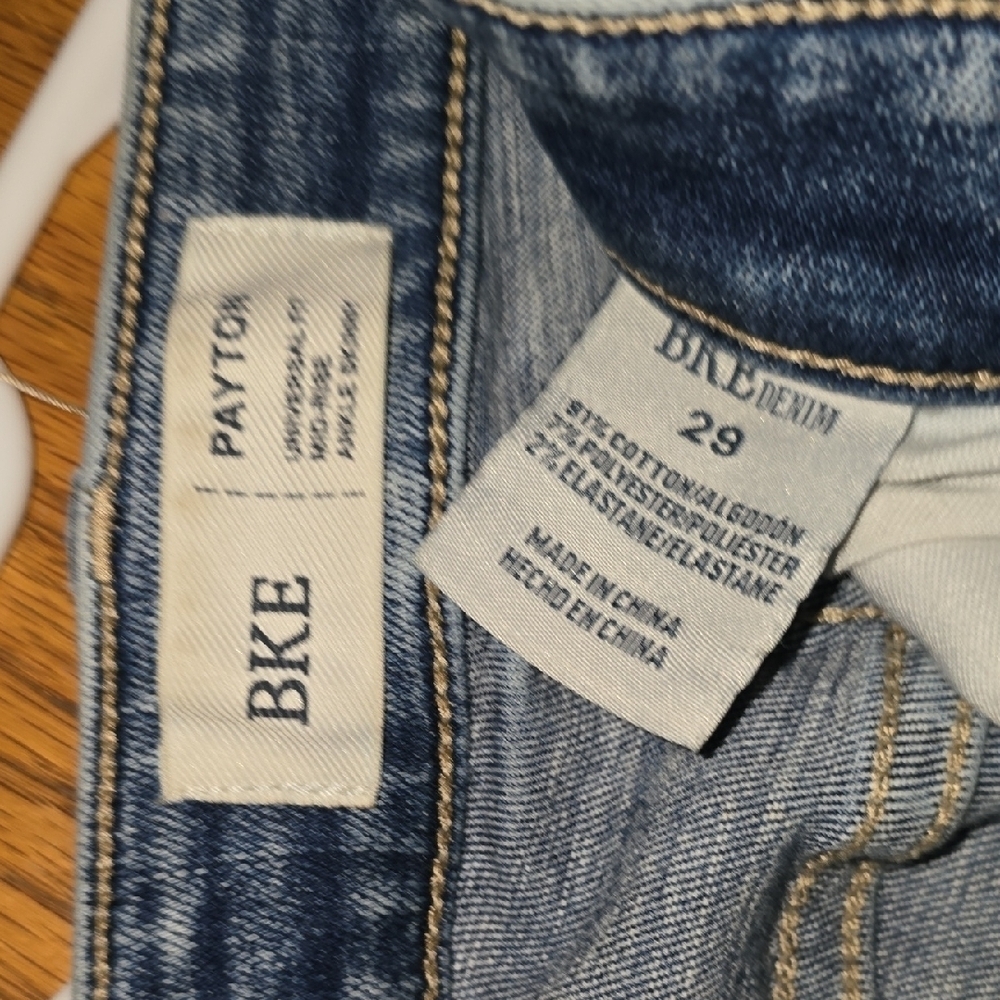 BKE
PAYTON
UNIVERSAL FIT
MID-RISE
ANKLE SKINNY
BKE DENIM
29
91% COTTON/ALGODÓN
7% POLYESTER/POLIÉSTER
2% ELASTANE/ELASTANE
MADE IN CHINA
HECHO EN CHINA